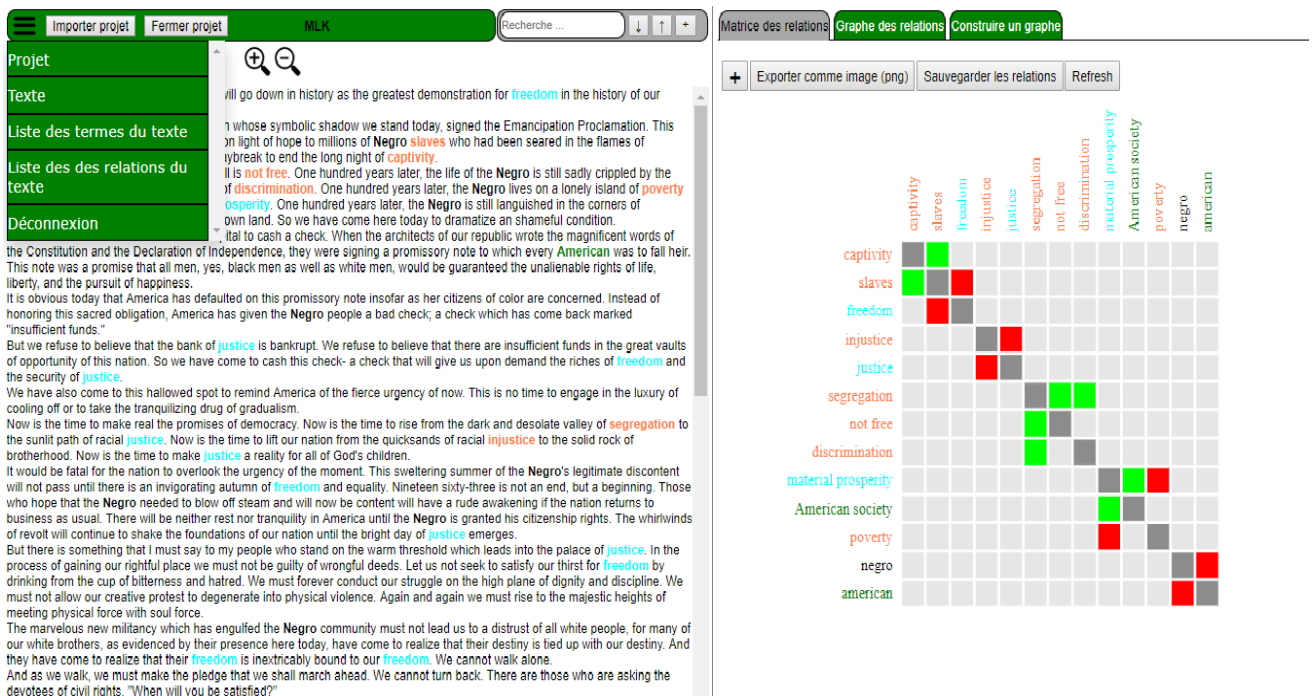 Importer projet
Fermer projet
MLK
Recherche ...
↓
↑
+
Projet
Texte
Liste des termes du texte
Liste des des relations du
texte
Déconnexion
will go down in history as the greatest demonstration for freedom in the history of our
n whose symbolic shadow we stand today, signed the Emancipation Proclamation. This
on light of hope to millions of Negro slaves who had been seared in the flames of
aybreak to end the long night of captivity.
ll is not free. One hundred years later, the life of the Negro is still sadly crippled by the
of discrimination. One hundred years later, the Negro lives on a lonely island of poverty
osperity. One hundred years later, the Negro is still languished in the corners of
own land. So we have come here today to dramatize an shameful condition.
pital to cash a check. When the architects of our republic wrote the magnificent words of
the Constitution and the Declaration of Independence, they were signing a promissory note to which every American was to fall heir.
This note was a promise that all men, yes, black men as well as white men, would be guaranteed the unalienable rights of life,
liberty, and the pursuit of happiness.
It is obvious today that America has defaulted on this promissory note insofar as her citizens of color are concerned. Instead of
honoring this sacred obligation, America has given the Negro people a bad check; a check which has come back marked
"insufficient funds."
But we refuse to believe that the bank of justice is bankrupt. We refuse to believe that there are insufficient funds in the great vaults
of opportunity of this nation. So we have come to cash this check- a check that will give us upon demand the riches of freedom and
the security of justice.
We have also come to this hallowed spot to remind America of the fierce urgency of now. This is no time to engage in the luxury of
cooling off or to take the tranquilizing drug of gradualism.
Now is the time to make real the promises of democracy. Now is the time to rise from the dark and desolate valley of segregation to
the sunlit path of racial justice. Now is the time to lift our nation from the quicksands of racial injustice to the solid rock of
brotherhood. Now is the time to make justice a reality for all of God's children.
It would be fatal for the nation to overlook the urgency of the moment. This sweltering summer of the Negro's legitimate discontent
will not pass until there is an invigorating autumn of freedom and equality. Nineteen sixty-three is not an end, but a beginning. Those
who hope that the Negro needed to blow off steam and will now be content will have a rude awakening if the nation returns to
business as usual. There will be neither rest nor tranquility in America until the Negro is granted his citizenship rights. The whirlwinds
of revolt will continue to shake the foundations of our nation until the bright day of justice emerges.
But there is something that I must say to my people who stand on the warm threshold which leads into the palace of justice. In the
process of gaining our rightful place we must not be guilty of wrongful deeds. Let us not seek to satisfy our thirst for freedom by
drinking from the cup of bitterness and hatred. We must forever conduct our struggle on the high plane of dignity and discipline. We
must not allow our creative protest to degenerate into physical violence. Again and again we must rise to the majestic heights of
meeting physical force with soul force.
The marvelous new militancy which has engulfed the Negro community must not lead us to a distrust of all white people, for many of
our white brothers, as evidenced by their presence here today, have come to realize that their destiny is tied up with our destiny. And
they have come to realize that their freedom is inextricably bound to our freedom. We cannot walk alone.
And as we walk, we must make the pledge that we shall march ahead. We cannot turn back. There are those who are asking the
devotees of civil rights, "When will you be satisfied?"
Matrice des relations
Graphe des relations
Construire un graphe
+
Exporter comme image (png)
Sauvegarder les relations
Refresh
captivity
slaves
freedom
injustice
justice
segregation
not free
discrimination
material prosperity
American society
poverty
negro
american
captivity
slaves
freedom
injustice
justice
segregation
not free
discrimination
material prosperity
American society
poverty
negro
american